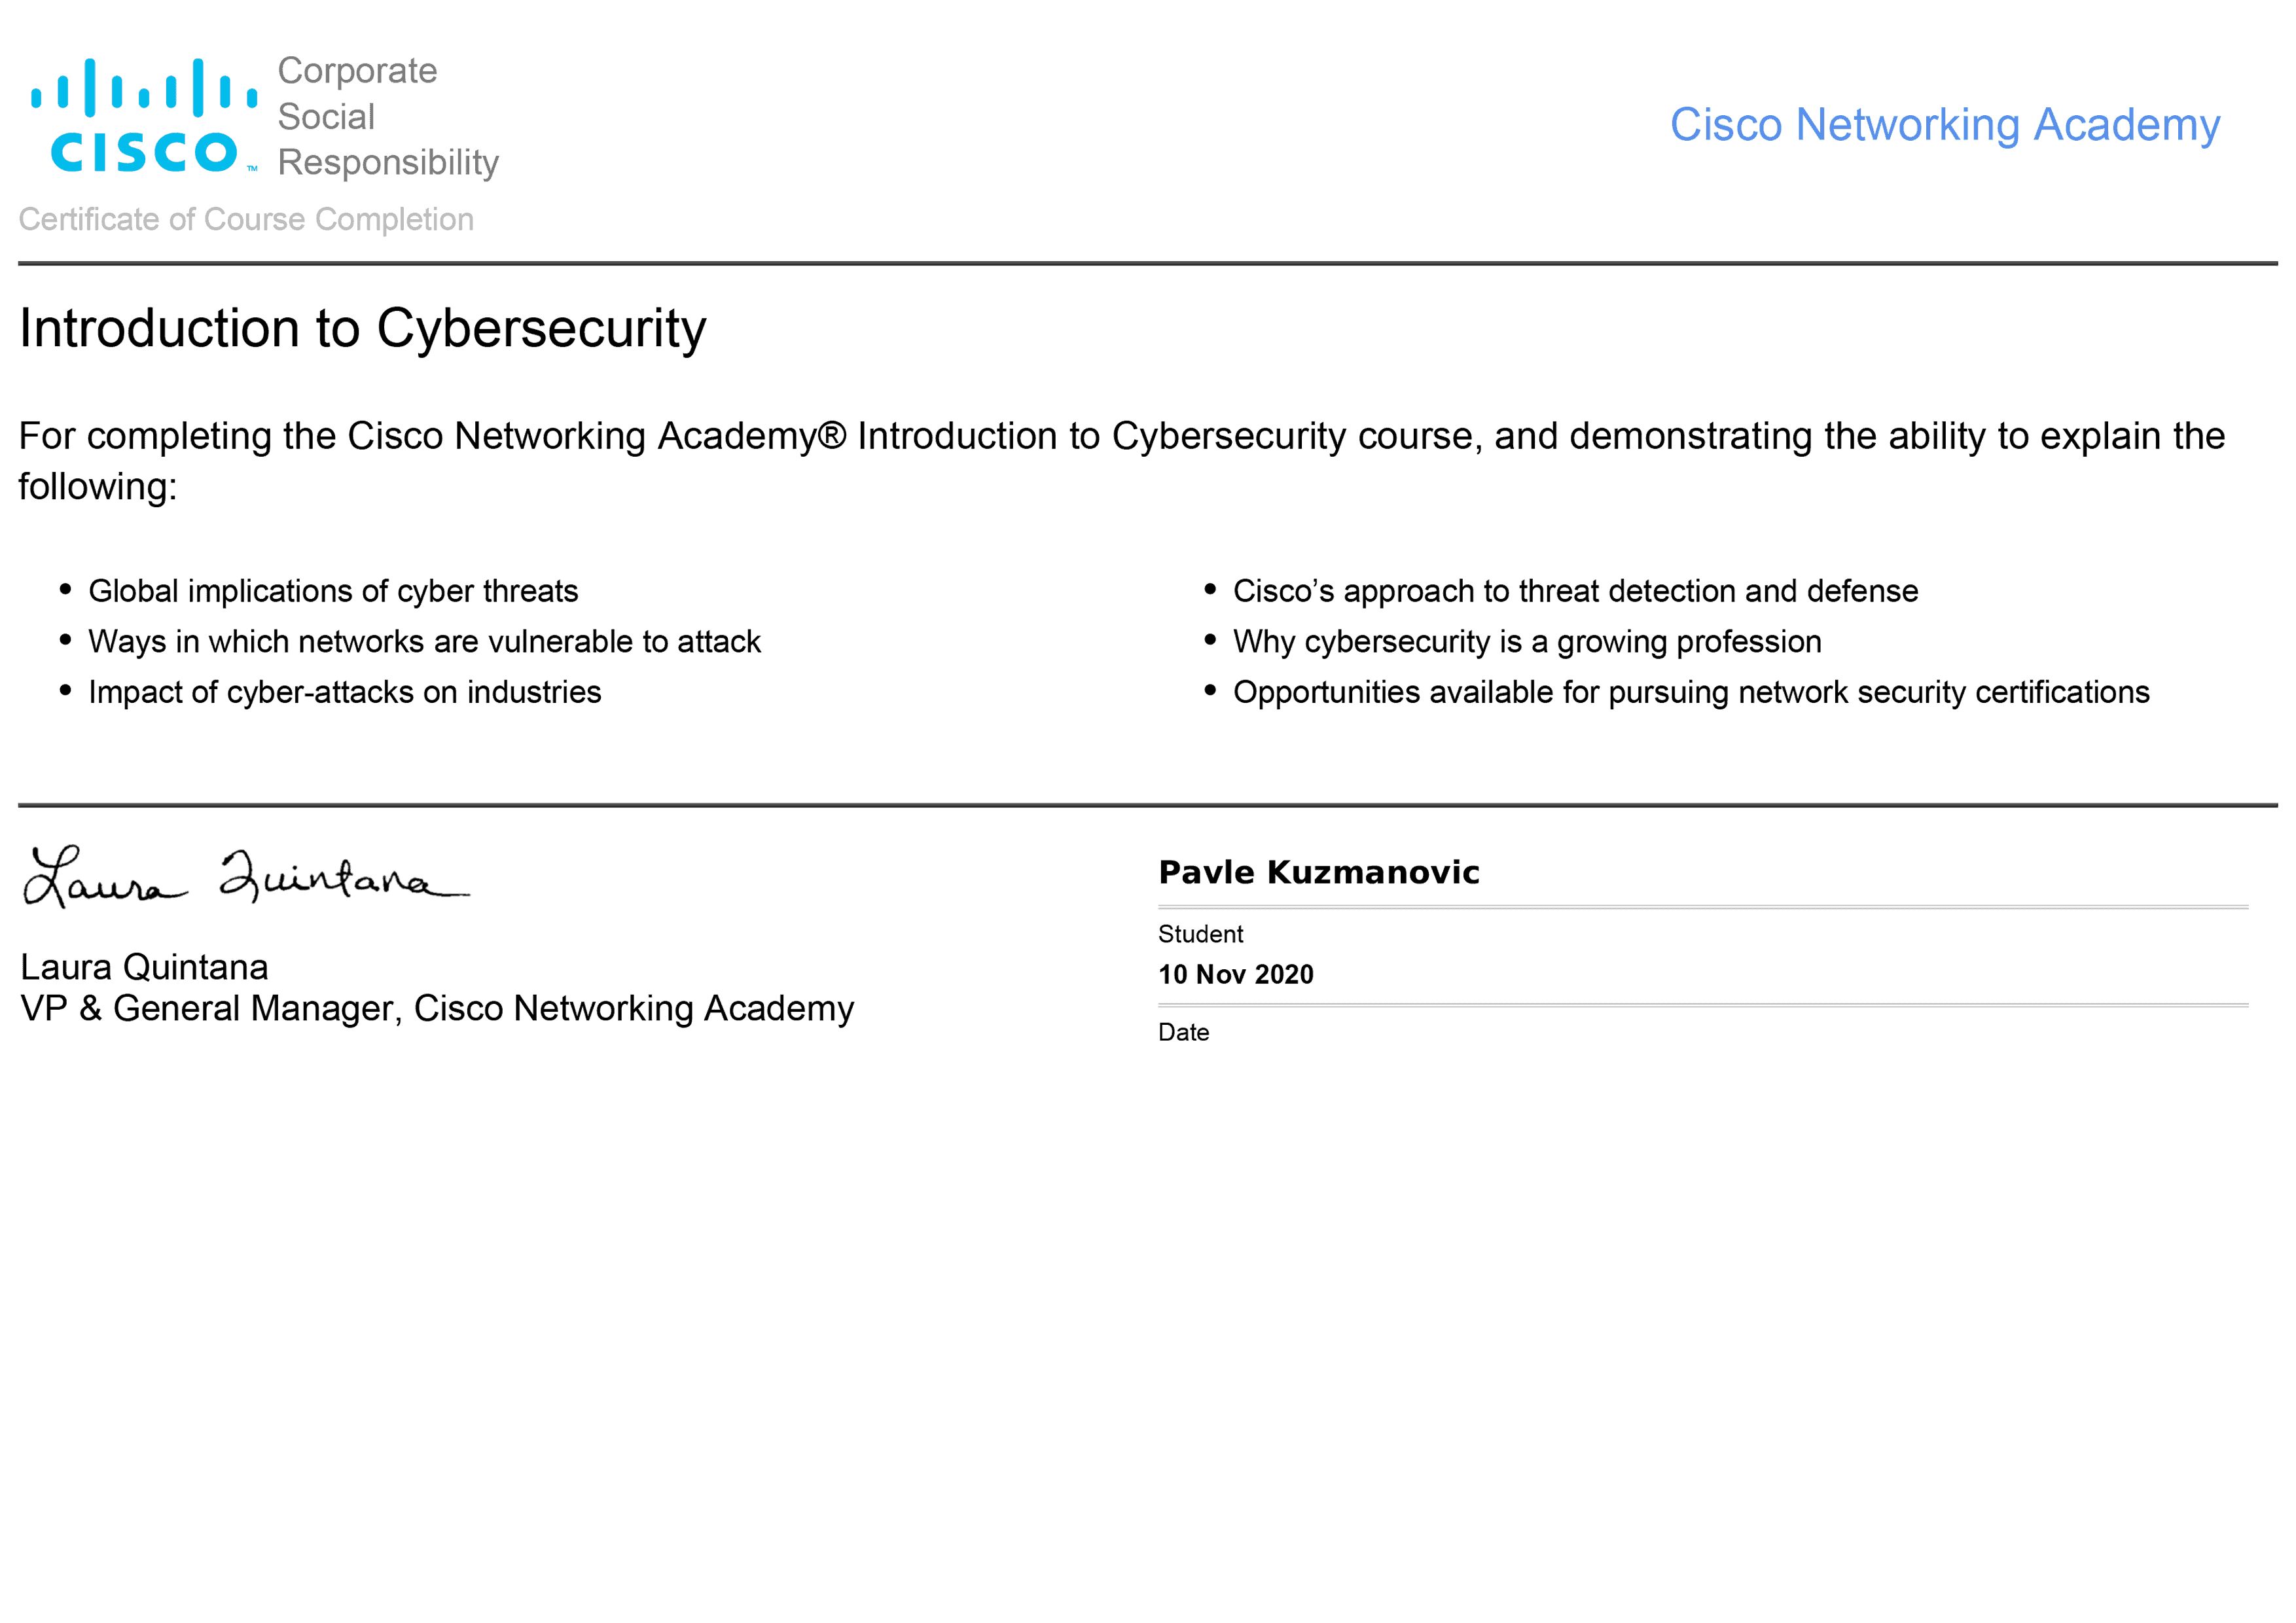 Corporate
Social
Responsibility
CISCO™
Cisco Networking Academy
Certificate of Course Completion
Introduction to Cybersecurity
For completing the Cisco Networking Academy® Introduction to Cybersecurity course, and demonstrating the ability to explain the
following:
• Global implications of cyber threats
• Ways in which networks are vulnerable to attack
• Impact of cyber-attacks on industries
• Cisco’s approach to threat detection and defense
• Why cybersecurity is a growing profession
• Opportunities available for pursuing network security certifications
Laura Quintana
Laura Quintana
VP & General Manager, Cisco Networking Academy
Pavle Kuzmanovic
Student
10 Nov 2020
Date